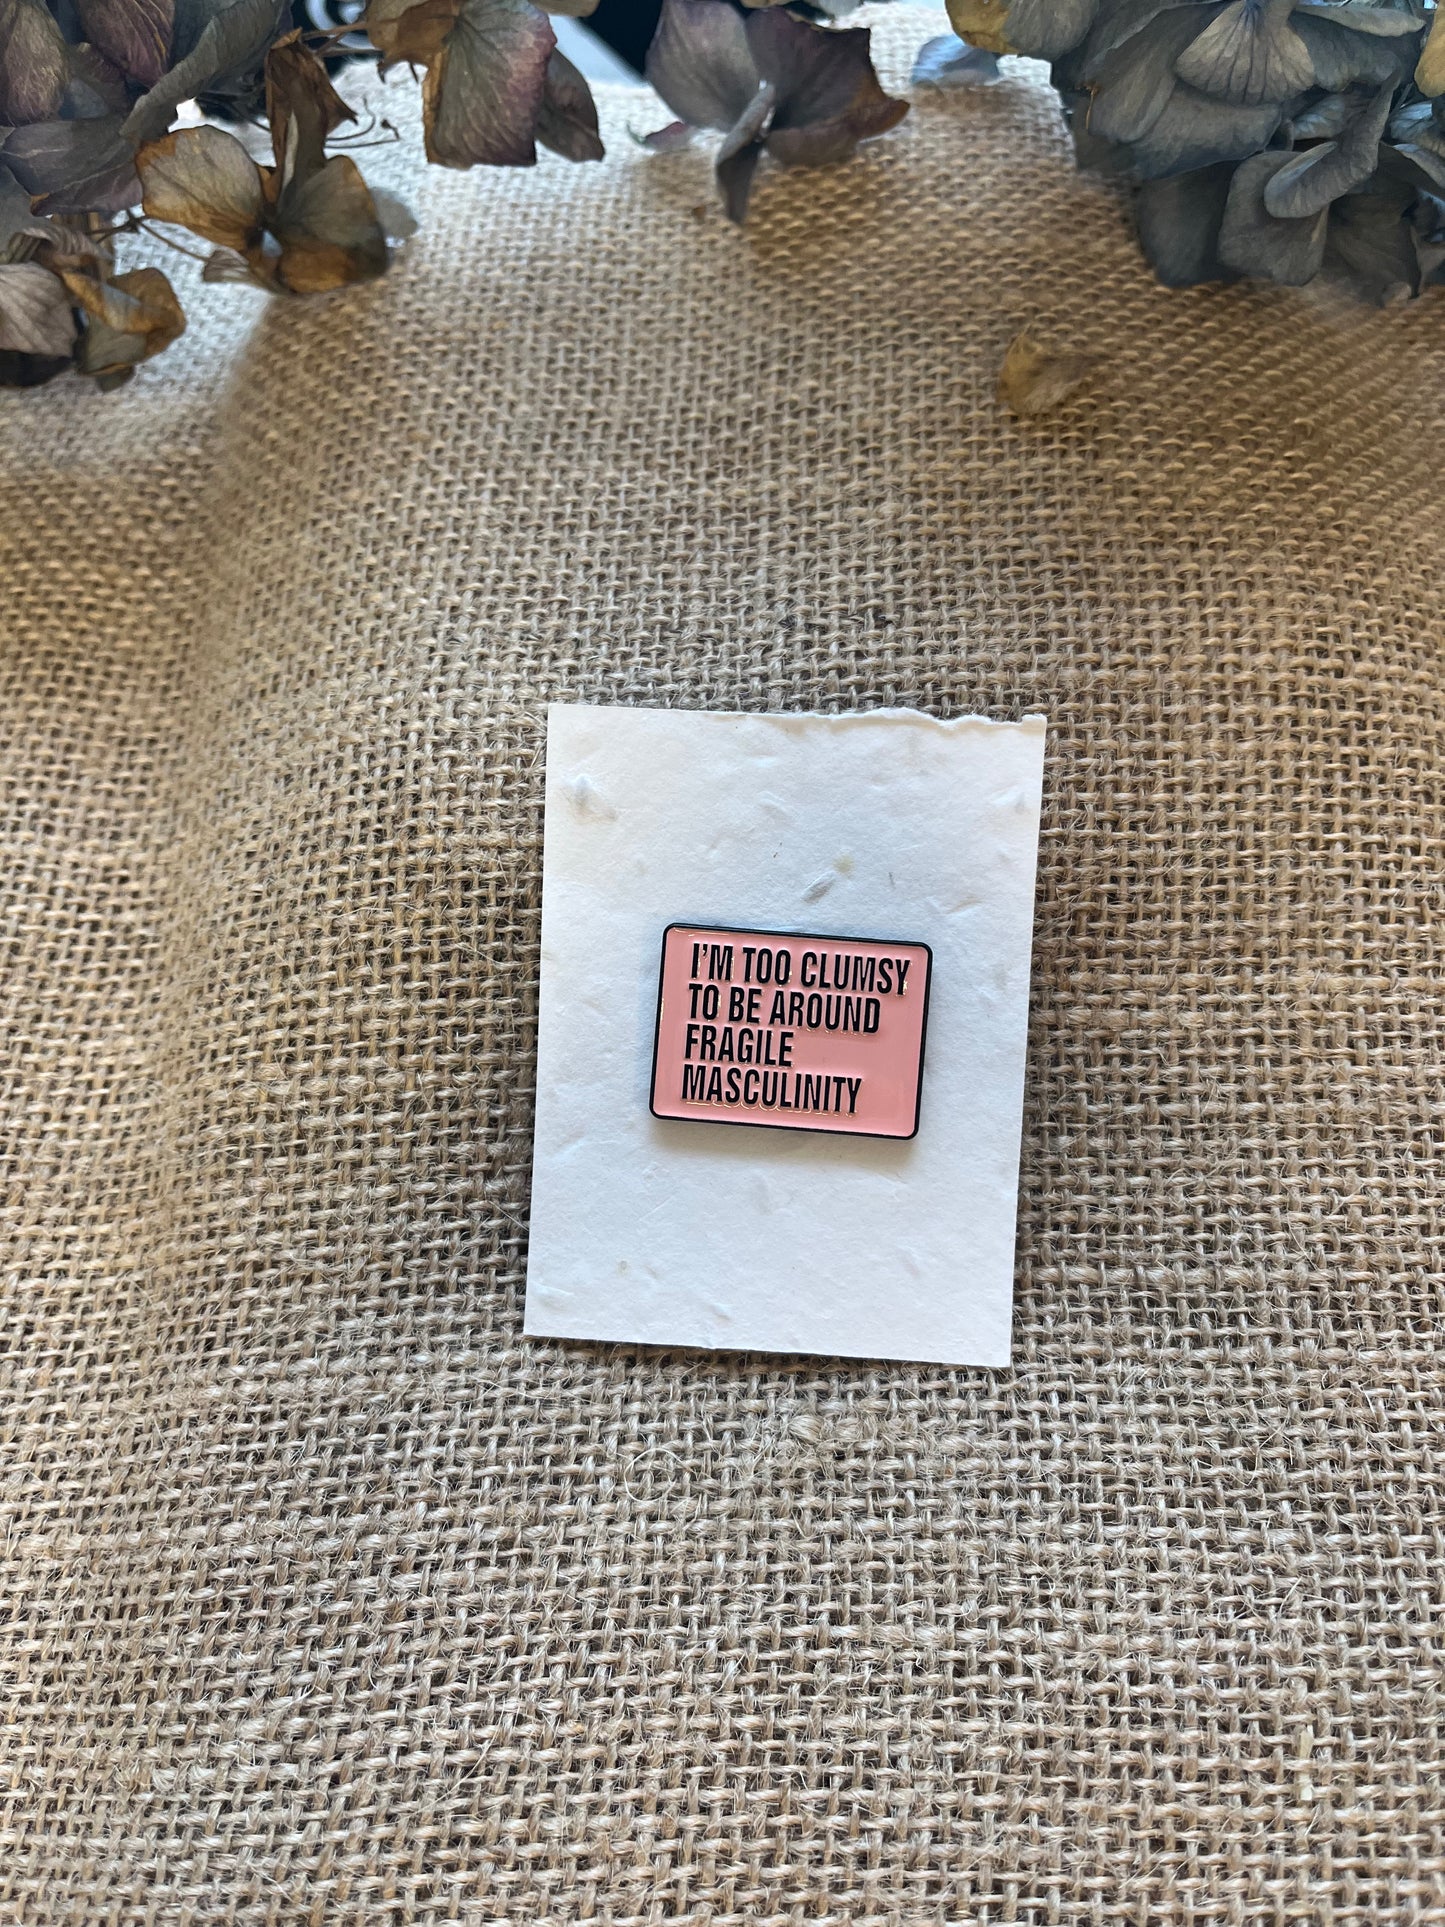 I'M TOO CLUMSY
TO BE AROUND
FRAGILE
MASCULINITY